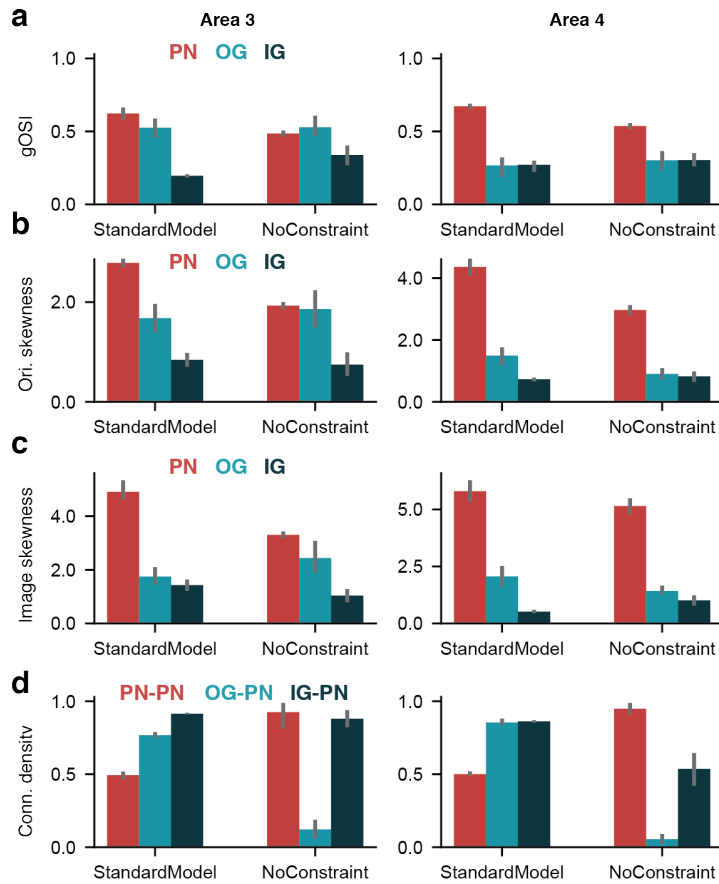 a
Area 3 Area 4
PN OG IG
gOSI
1.0 1.0
0.5 0.5
0.0 0.0
StandardModel NoConstraint StandardModel NoConstraint
b
PN OG IG
Ori. skewness
2.0 4.0
2.0
0.0 0.0
StandardModel NoConstraint StandardModel NoConstraint
c
PN OG IG
Image skewness
4.0 5.0
2.0 2.5
0.0 0.0
StandardModel NoConstraint StandardModel NoConstraint
d
PN-PN OG-PN IG-PN
Conn. density
1.0 1.0
0.5 0.5
0.0 0.0
StandardModel NoConstraint StandardModel NoConstraint